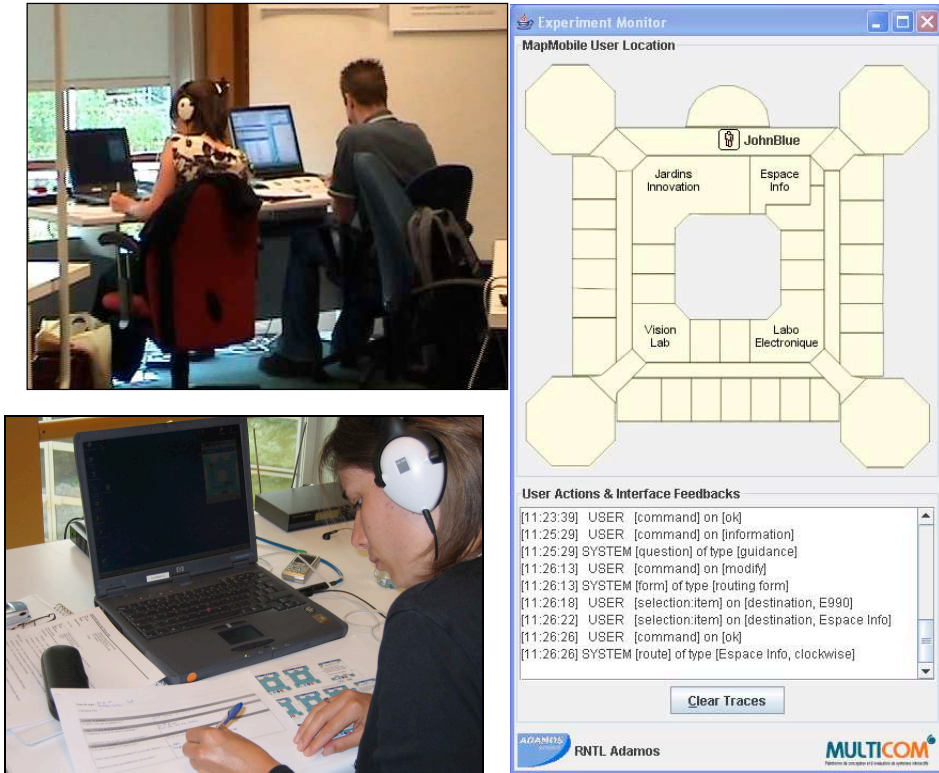 Experiment Monitor
MapMobile User Location
JohnBlue
Jardins
Innovation
Espace
Info
Vision
Lab
Labo
Electronique
User Actions & Interface Feedbacks
[11:23:39] USER [command] on [ok]
[11:25:29] USER [command] on [information]
[11:25:29] SYSTEM [question] of type [guidance]
[11:26:13] USER [command] on [modify]
[11:26:13] SYSTEM [form] of type [routing form]
[11:26:18] USER [selection:item] on [destination, E990]
[11:26:22] USER [selection:item] on [destination, Espace Info]
[11:26:26] USER [command] on [ok]
[11:26:26] SYSTEM [route] of type [Espace Info, clockwise]
Clear Traces
ADAMOS
RNTL Adamos
MULTICOM